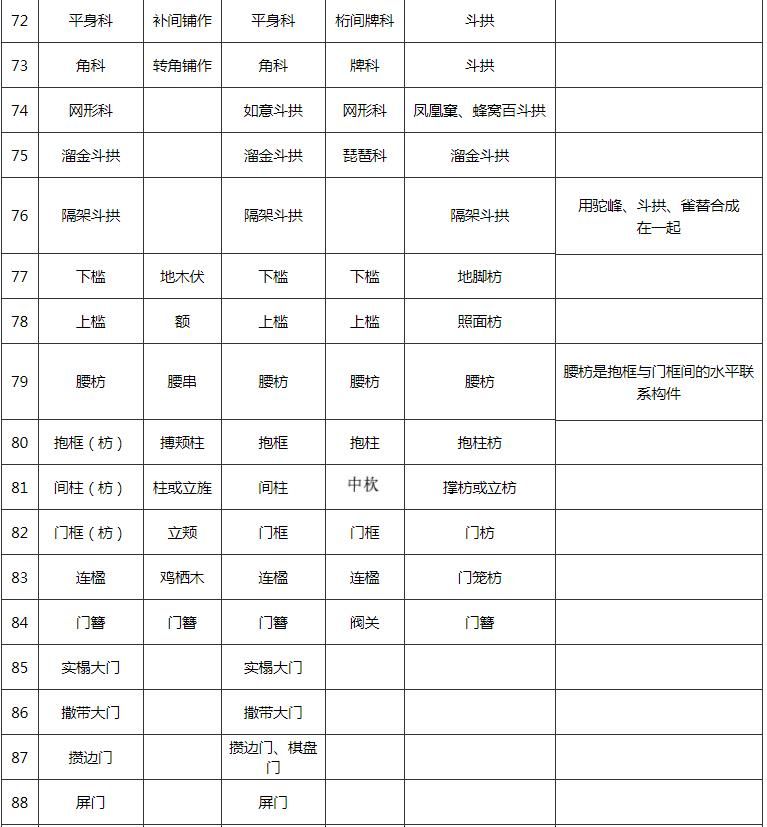 72 平身科 补间铺作 平身科 桁间牌科 斗拱
73 角科 转角铺作 角科 牌科 斗拱
74 网形科 如意斗拱 网形科 凤凰窠、蜂窝百斗拱
75 溜金斗拱 溜金斗拱 琵琶科 溜金斗拱
76 隔架斗拱 隔架斗拱 隔架斗拱 用驼峰、斗拱、雀替合成
在一起
77 下槛 地木伏 下槛 下槛 地脚枋
78 上槛 额 上槛 上槛 照面枋
79 腰枋 腰串 腰枋 腰枋 腰枋 腰枋是抱框与门框间的水平联
系构件
80 抱框（枋） 搏颊柱 抱框 抱柱 抱柱枋
81 间柱（枋） 柱或立旌 间柱 中栨 撑枋或立枋
82 门框（枋） 立颊 门框 门框 门枋
83 连楹 鸡栖木 连楹 连楹 门笼枋
84 门簪 门簪 门簪 阀关 门簪
85 实榻大门 实榻大门
86 撒带大门 撒带大门
87 攒边门 攒边门、棋盘
门
88 屏门 屏门